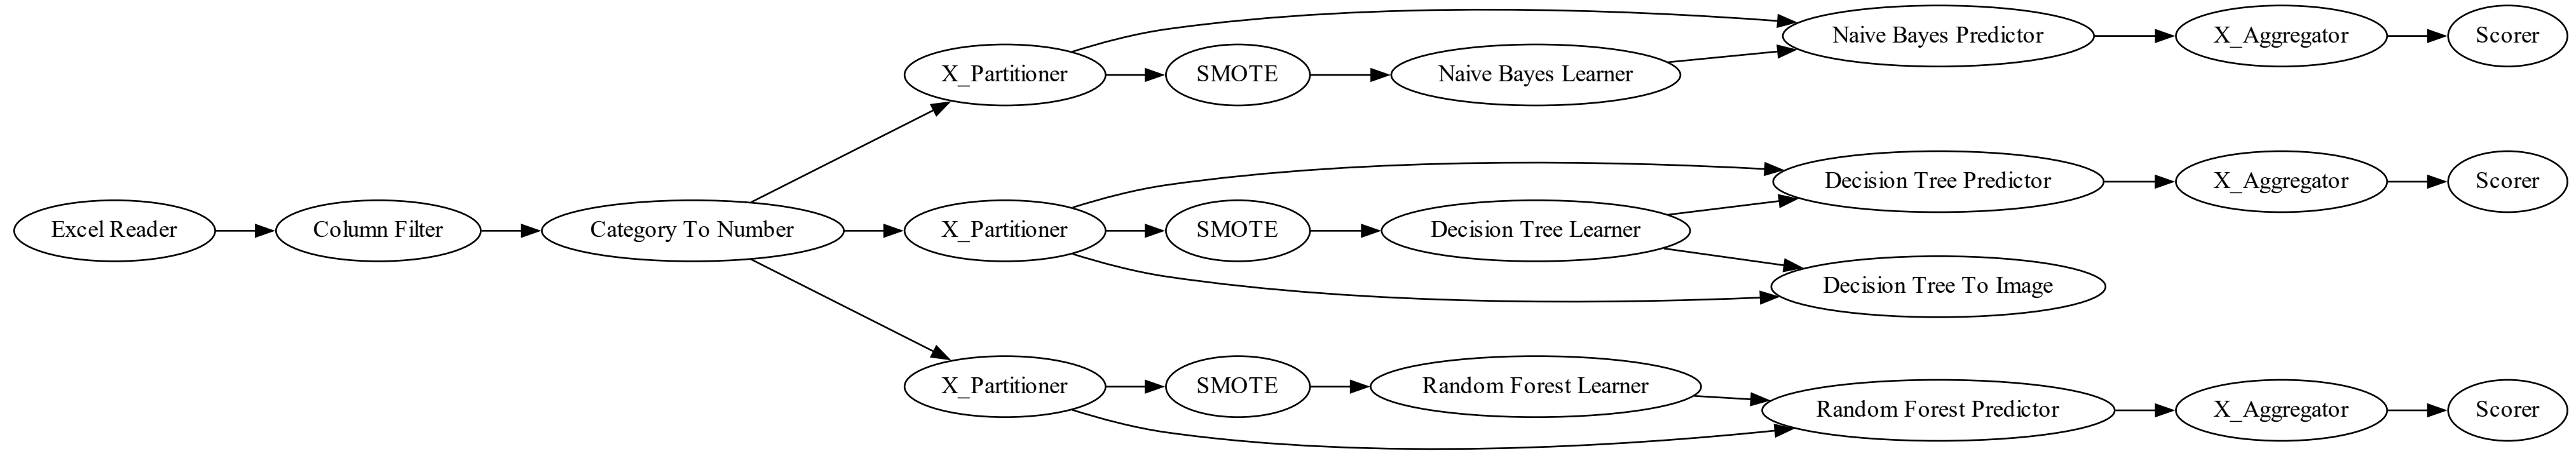 Excel Reader
Column Filter
Category To Number
X_Partitioner
SMOTE
Naive Bayes Learner
Naive Bayes Predictor
X_Aggregator
Scorer
X_Partitioner
SMOTE
Decision Tree Learner
Decision Tree Predictor
X_Aggregator
Scorer
Decision Tree To Image
X_Partitioner
SMOTE
Random Forest Learner
Random Forest Predictor
X_Aggregator
Scorer